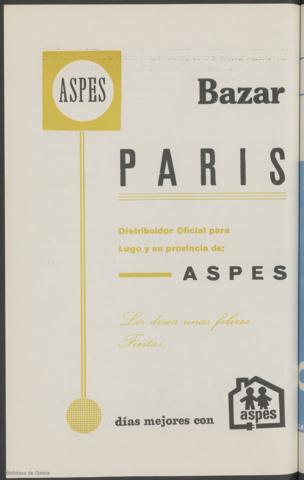 ASPES
Bazar
PARIS
Distribuidor Oficial para
Lugo y su provincia de:
ASPES
Les desea unas felices
Fiestas.
días mejores con
aspes
Biblioteca de Galicia